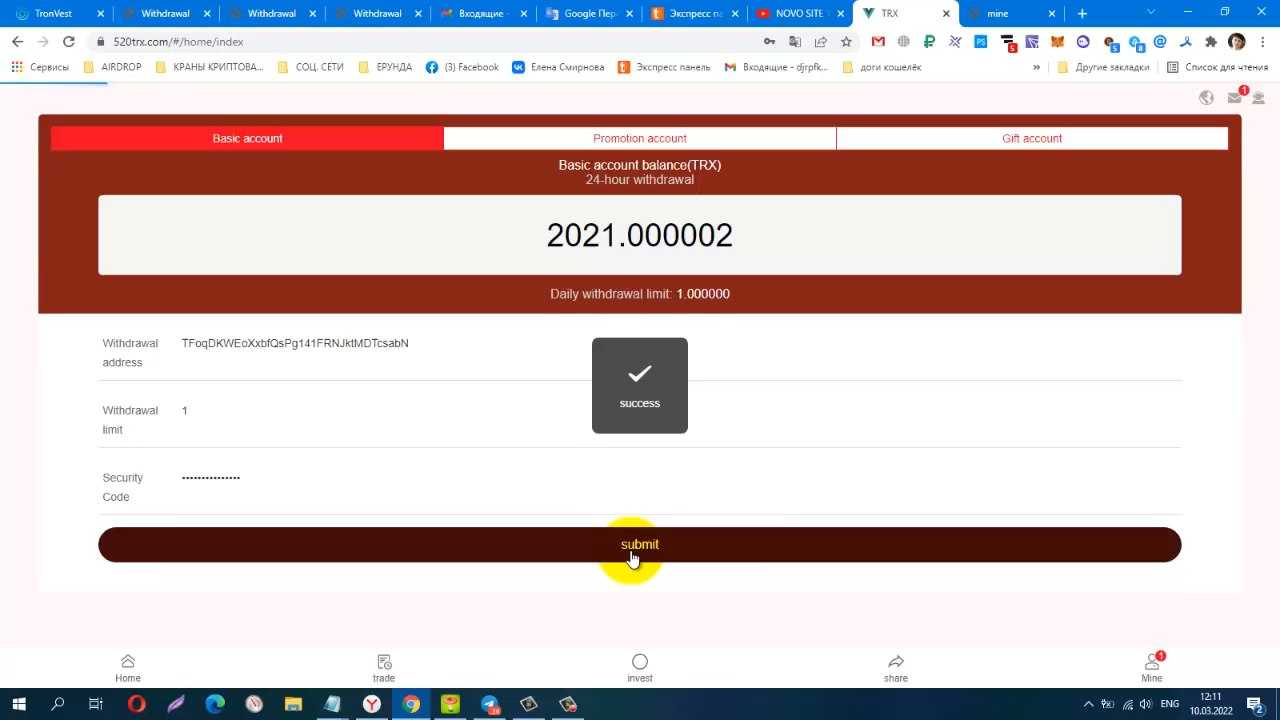 TronVest
Withdrawal
Withdrawal
Withdrawal
Входящие -
Google Пер
Экспресс па
NOVO SITE T
TRX
mine
520trx.com/#/home/index
Сервисы
AIRDROP
КРАНЫ КРИПТОВА...
СОЦ. СЕТИ
ЕРУНДА
(3) Facebook
Елена Смирнова
Экспресс панель
Входящие - djrpfk...
доги кошелёк
»
Другие закладки
Список для чтения
1
Basic account
Promotion account
Gift account
Basic account balance(TRX)
24-hour withdrawal
2021.000002
Daily withdrawal limit: 1.000000
Withdrawal
address
TFoqDKWEoXxbfQsPg141FRNJktMDTcsabN
success
Withdrawal
limit
1
Security
Code
•••••••••••••••
submit
Home
trade
invest
share
1
Mine
12:11
ENG
10.03.2022
2